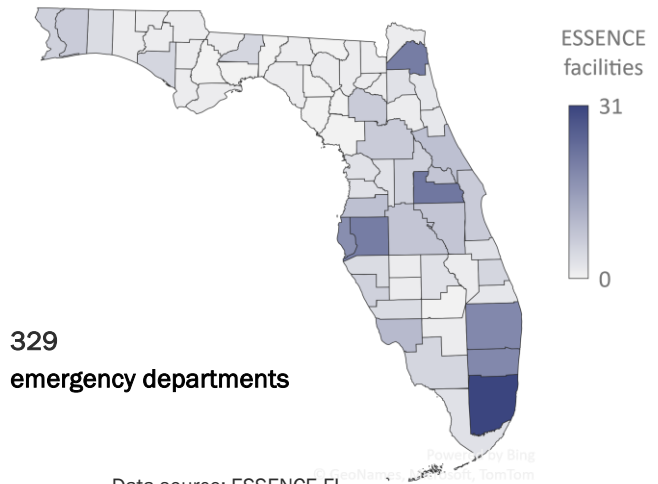 ESSENCE
facilities
31
0
329
emergency departments
Powered by Bing
© GeoNames, Microsoft, TomTom
Data source: ESSENCE-FL